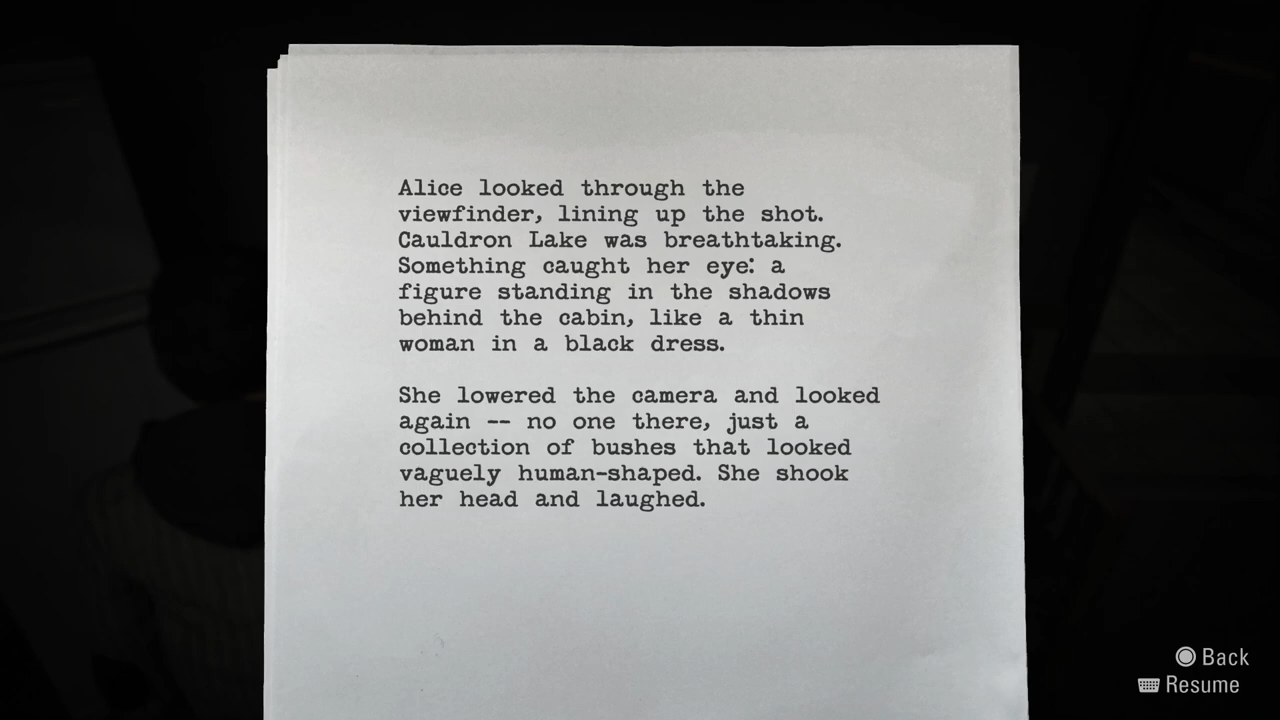 Alice looked through the
viewfinder, lining up the shot.
Cauldron Lake was breathtaking.
Something caught her eye: a
figure standing in the shadows
behind the cabin, like a thin
woman in a black dress.
She lowered the camera and looked
again -- no one there, just a
collection of bushes that looked
vaguely human-shaped. She shook
her head and laughed.
Back
Resume